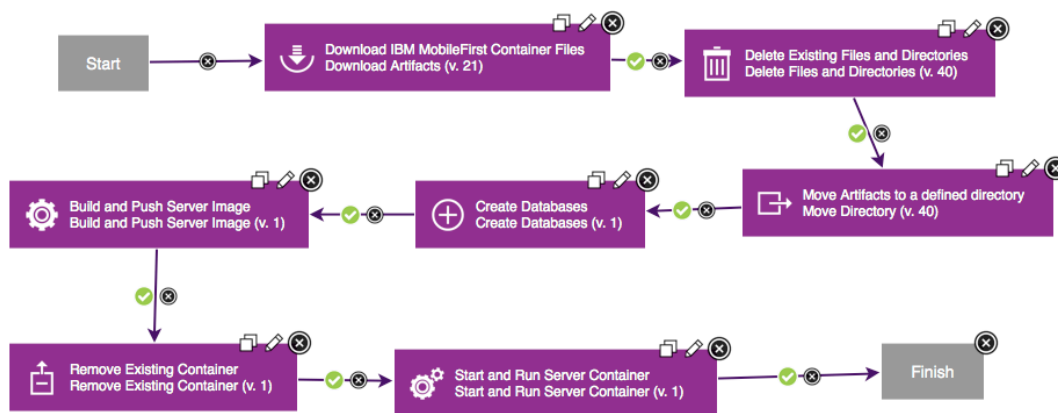 Start
Download IBM MobileFirst Container Files
Download Artifacts (v. 21)
Delete Existing Files and Directories
Delete Files and Directories (v. 40)
Move Artifacts to a defined directory
Move Directory (v. 40)
Create Databases
Create Databases (v. 1)
Build and Push Server Image
Build and Push Server Image (v. 1)
Remove Existing Container
Remove Existing Container (v. 1)
Start and Run Server Container
Start and Run Server Container (v. 1)
Finish